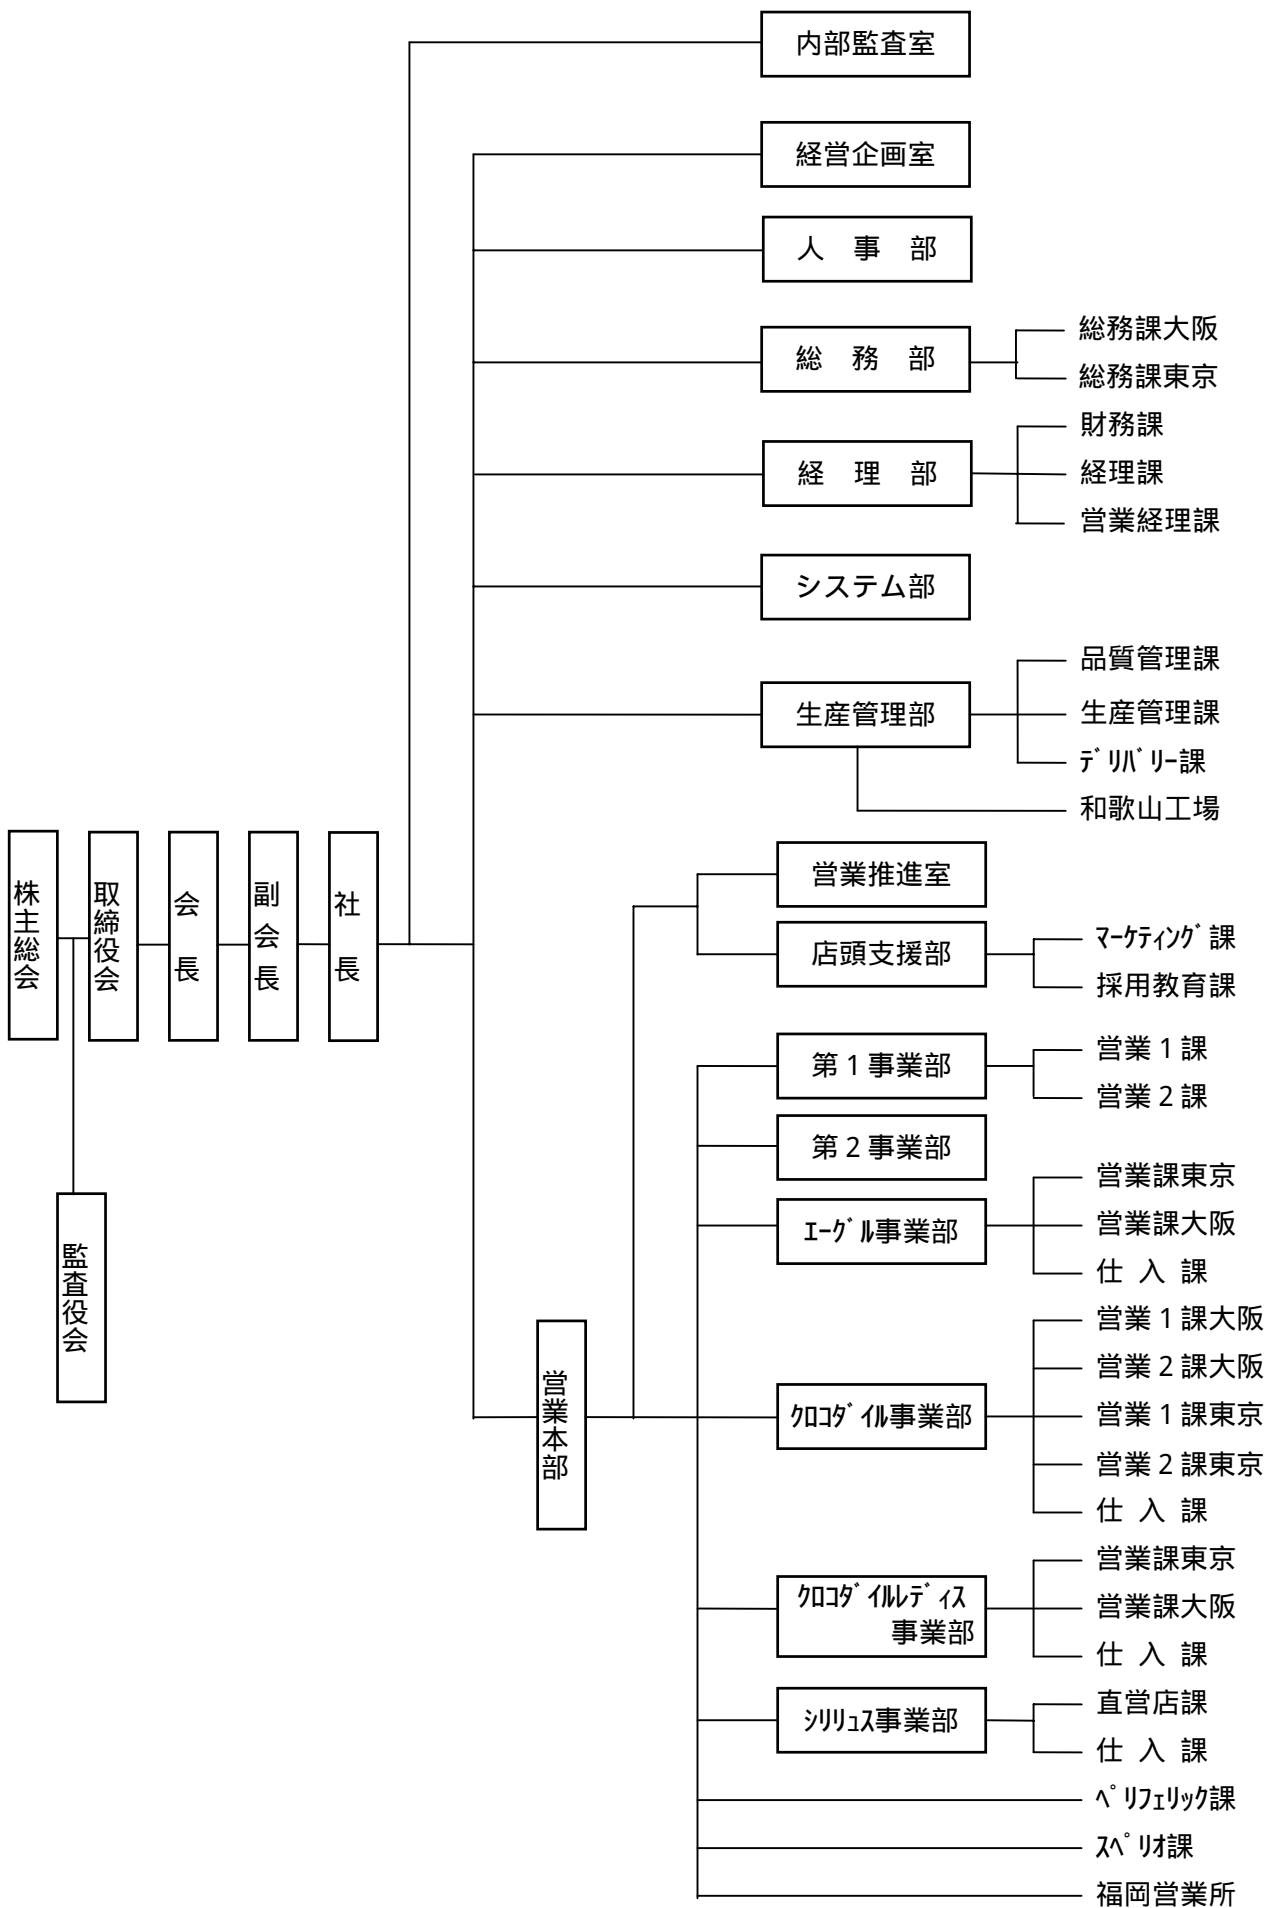 内部監査室
経営企画室
人　事　部
総　務　部
総務課大阪
総務課東京
経　理　部
財務課
経理課
営業経理課
システム部
生産管理部
品質管理課
生産管理課
ﾃﾞﾘﾊﾞﾘｰ課
和歌山工場
株主総会
取締役会
会長
副会長
社長
監査役会
営業本部
営業推進室
店頭支援部
ﾏｰｹﾃｨﾝｸﾞ課
採用教育課
第１事業部
営業１課
営業２課
第２事業部
ｴｰｸﾞﾙ事業部
営業課東京
営業課大阪
仕 入 課
ｸﾛｺﾀﾞｲﾙ事業部
営業１課大阪
営業２課大阪
営業１課東京
営業２課東京
仕 入 課
ｸﾛｺﾀﾞｲﾙﾚﾃﾞｨｽ
事業部
営業課東京
営業課大阪
仕 入 課
ｼﾘﾘｭｽ事業部
直営店課
仕 入 課
ﾍﾟﾘﾌｪﾘｯｸ課
ｽﾍﾟﾘｵ課
福岡営業所